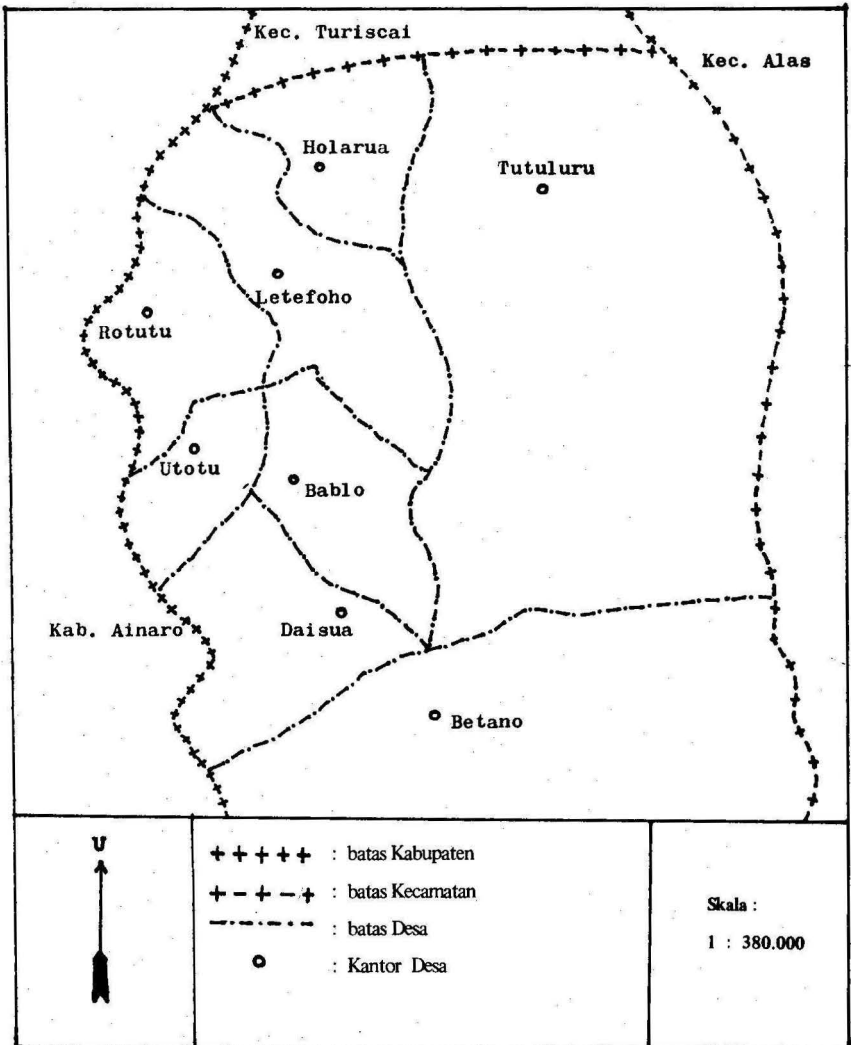 Kec. Turiscai
Kec. Alas
Holarua
Tutuluru
Letefoho
Rotutu
Utotu
Bablo
Kab. Ainaro
Daisua
Betano
U
: batas Kabupaten
: batas Kecamatan
: batas Desa
: Kantor Desa
Skala :
1 : 380.000